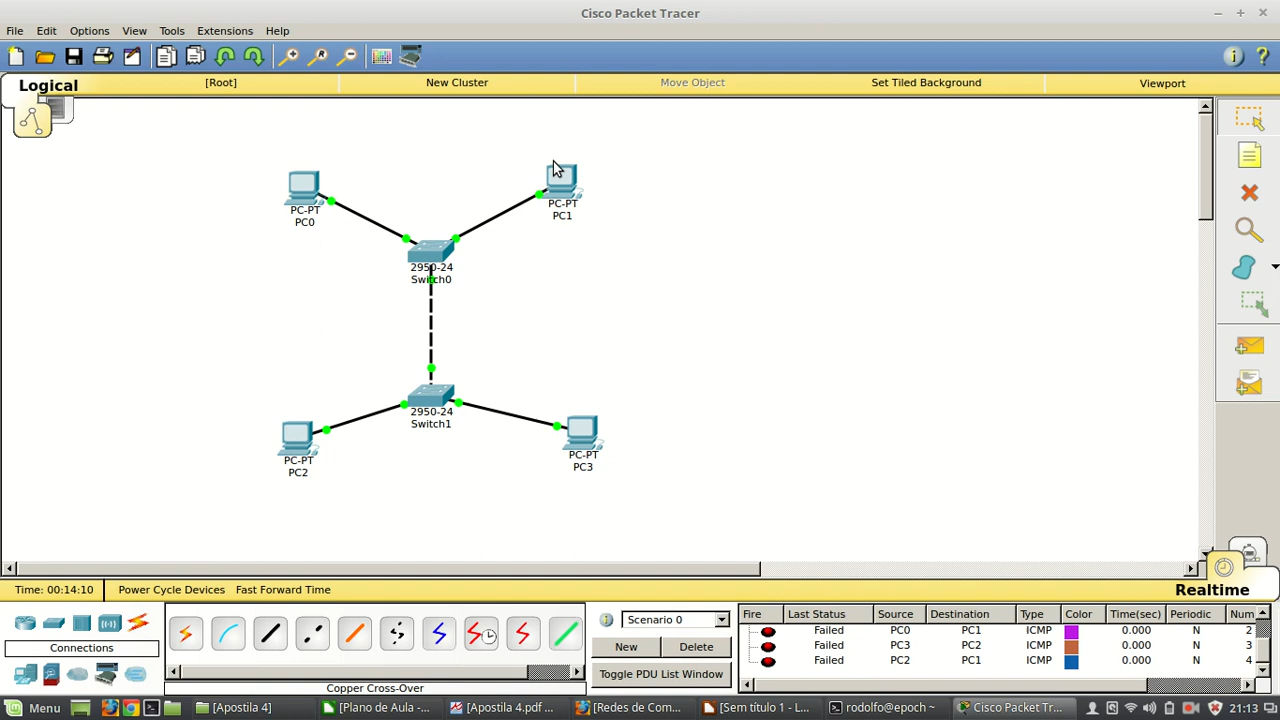 Cisco Packet Tracer
File Edit Options View Tools Extensions Help
Logical [Root] New Cluster Move Object Set Tiled Background Viewport
PC-PT
PC0
PC-PT
PC1
2950-24
Switch0
2950-24
Switch1
PC-PT
PC2
PC-PT
PC3
Time: 00:14:10 Power Cycle Devices Fast Forward Time Realtime
Connections
Copper Cross-Over
Scenario 0
New Delete
Toggle PDU List Window
Fire Last Status Source Destination Type Color Time(sec) Periodic Num
Failed PC0 PC1 ICMP 0.000 N 2
Failed PC3 PC2 ICMP 0.000 N 3
Failed PC2 PC1 ICMP 0.000 N 4
Menu [Apostila 4] [Plano de Aula -... [Apostila 4.pdf ... [Redes de Com... [Sem título 1 - L... rodolfo@epoch ~ Cisco Packet Tr... 21:13